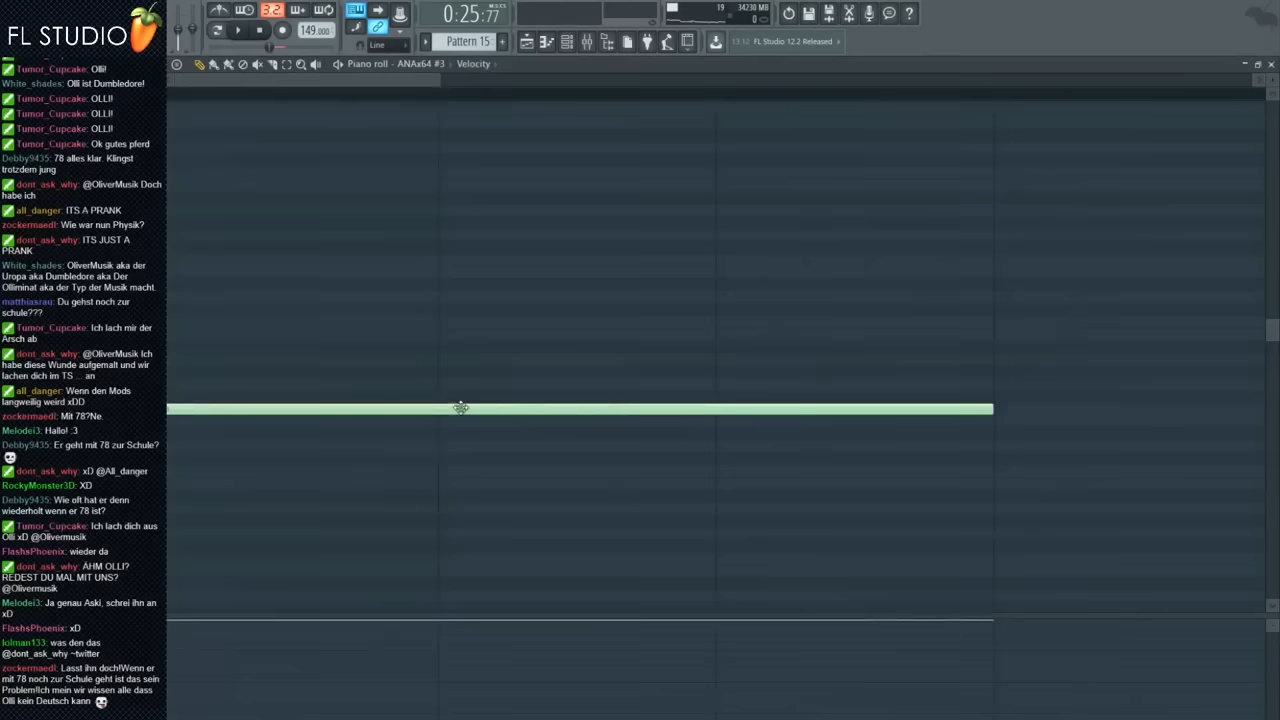 FL STUDIO
3.2
149.000
Line
0:25:77
Pattern 15
19
34230 MB
0
13:12 FL Studio 12.2 Released
Piano roll - ANAx64 #3
Velocity
Tumor_Cupcake: Olli!
White_shades: Olli ist Dumbledore!
Tumor_Cupcake: OLLI!
Tumor_Cupcake: OLLI!
Tumor_Cupcake: OLLI!
Tumor_Cupcake: Ok gutes pferd
Debby9435: 78 alles klar. Klingst
trotzdem jung
dont_ask_why: @OliverMusik Doch
habe ich
all_danger: ITS A PRANK
zockermaedl: Wie war nun Physik?
dont_ask_why: ITS JUST A
PRANK
White_shades: OliverMusik aka der
Uropa aka Dumbledore aka Der
Olliminat aka der Typ der Musik macht.
matthiasrau: Du gehst noch zur
schule???
Tumor_Cupcake: Ich lach mir der
Arsch ab
dont_ask_why: @OliverMusik Ich
habe diese Wunde aufgemalt und wir
lachen dich im TS ... an
all_danger: Wenn den Mods
langweilig weird xDD
zockermaedl: Mit 78?Ne.
Melodei3: Hallo! :3
Debby9435: Er geht mit 78 zur Schule?
dont_ask_why: xD @All_danger
RockyMonster3D: XD
Debby9435: Wie oft hat er denn
wiederholt wenn er 78 ist?
Tumor_Cupcake: Ich lach dich aus
Olli xD @Olivermusik
FlashsPhoenix: wieder da
dont_ask_why: ÄHM OLLI?
REDEST DU MAL MIT UNS?
@Olivermusik
Melodei3: Ja genau Aski, schrei ihn an
xD
FlashsPhoenix: xD
lolman133: was den das
@dont_ask_why ~twitter
zockermaedl: Lasst ihn doch!Wenn er
mit 78 noch zur Schule geht ist das sein
Problem!Ich mein wir wissen alle dass
Olli kein Deutsch kann